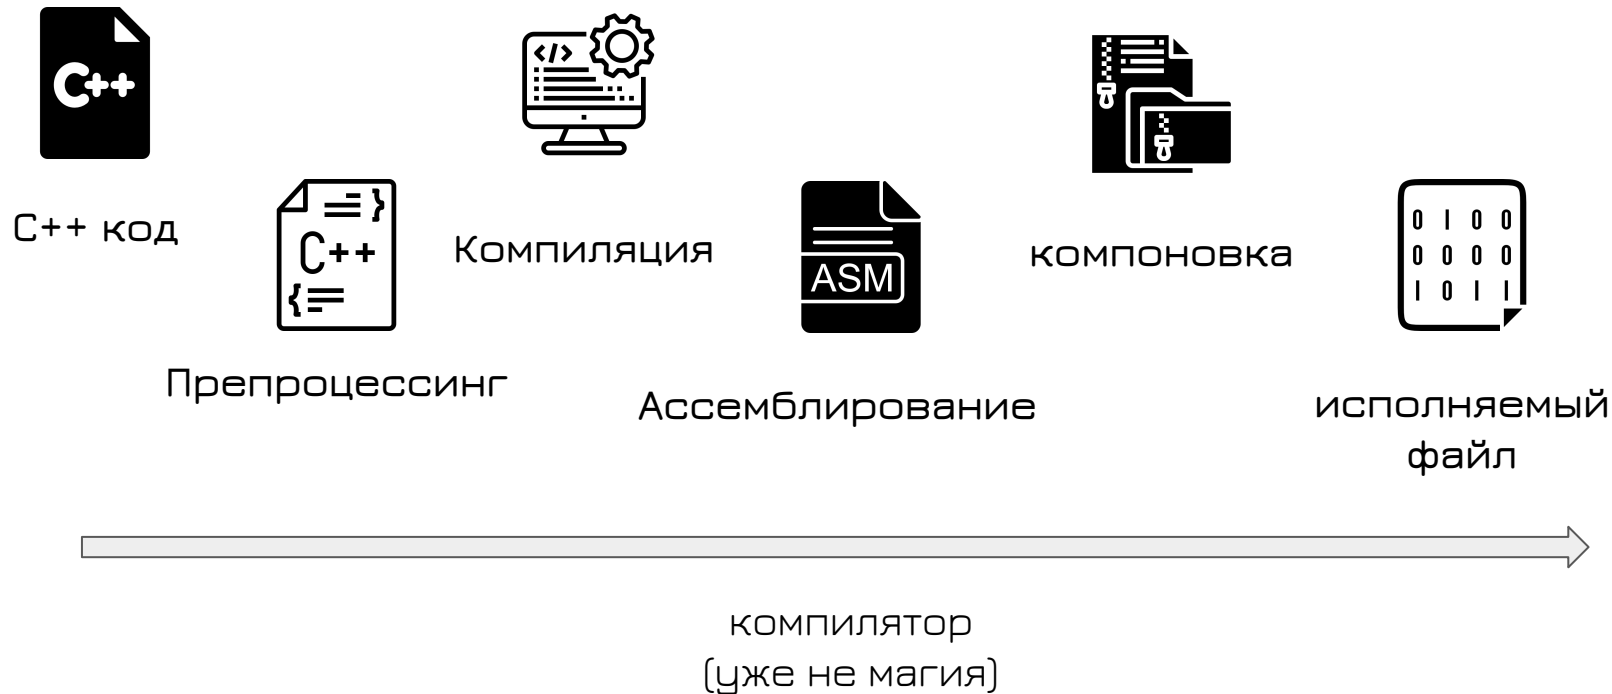 C++
C++ код
= }
C++
{ =
Препроцессинг
</>
Компиляция
ASM
Ассемблирование
компоновка
0 1 0 0
0 0 0 0
1 0 1 1
исполняемый
файл
компилятор
(уже не магия)